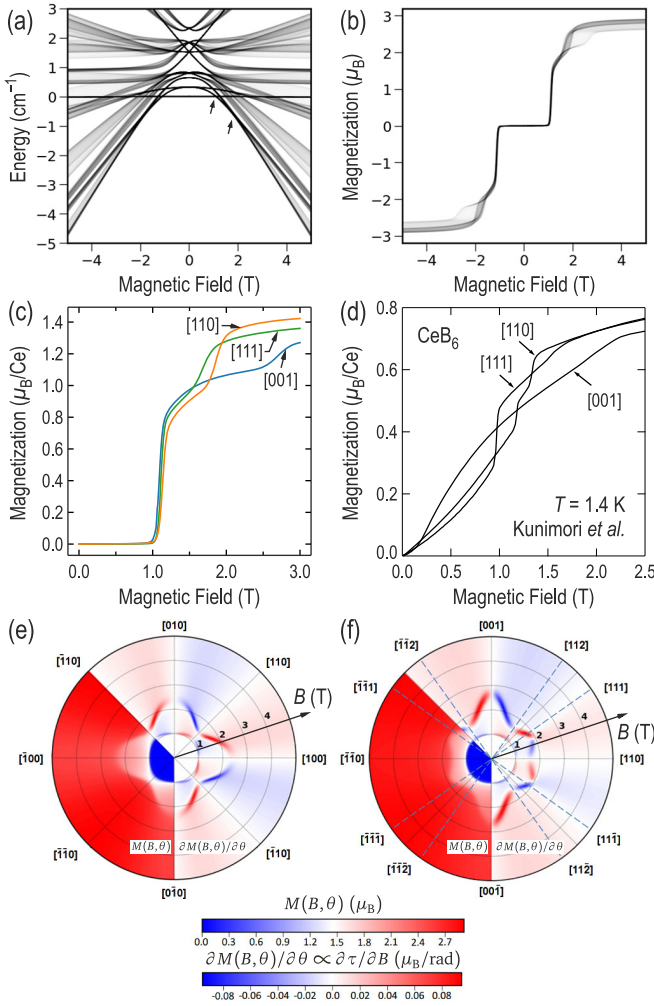 (a)
3
2
1
0
−1
−2
−3
−4
−5
Energy (cm⁻¹)
−4 −2 0 2 4
Magnetic Field (T)
(b)
3
2
1
0
−1
−2
−3
Magnetization (μB)
−4 −2 0 2 4
Magnetic Field (T)
(c)
1.4
1.2
1.0
0.8
0.6
0.4
0.2
0.0
Magnetization (μB/Ce)
[110]
[111]
[001]
0.0 1.0 2.0 3.0
Magnetic Field (T)
(d)
0.8
0.6
0.4
0.2
0.0
Magnetization (μB/Ce)
CeB₆
[110]
[111]
[001]
T = 1.4 K
Kunimori et al.
0.0 0.5 1.0 1.5 2.0 2.5
Magnetic Field (T)
(e)
[010]
[1̄10] [110]
B (T)
1 2 3 4
[1̄00] [100]
M(B,θ) ∂M(B,θ)/∂θ
[1̄1̄0] [1̄10]
[01̄0]
(f)
[001]
[1̄1̄2] [112]
[1̄1̄1] [111]
B (T)
1 2 3 4
[1̄1̄0] [110]
M(B,θ) ∂M(B,θ)/∂θ
[1̄1̄1̄] [111̄]
[1̄1̄2̄] [112̄]
[001̄]
M(B,θ) (μB)
0.0 0.3 0.6 0.9 1.2 1.5 1.8 2.1 2.4 2.7
∂M(B,θ)/∂θ ∝ ∂τ/∂B (μB/rad)
-0.08 -0.06 -0.04 -0.02 0.00 0.02 0.04 0.06 0.08